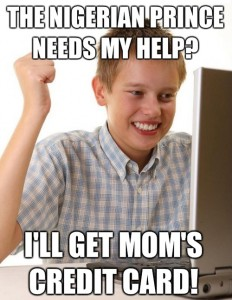 THE NIGERIAN PRINCE
NEEDS MY HELP?
I'LL GET MOM'S
CREDIT CARD!